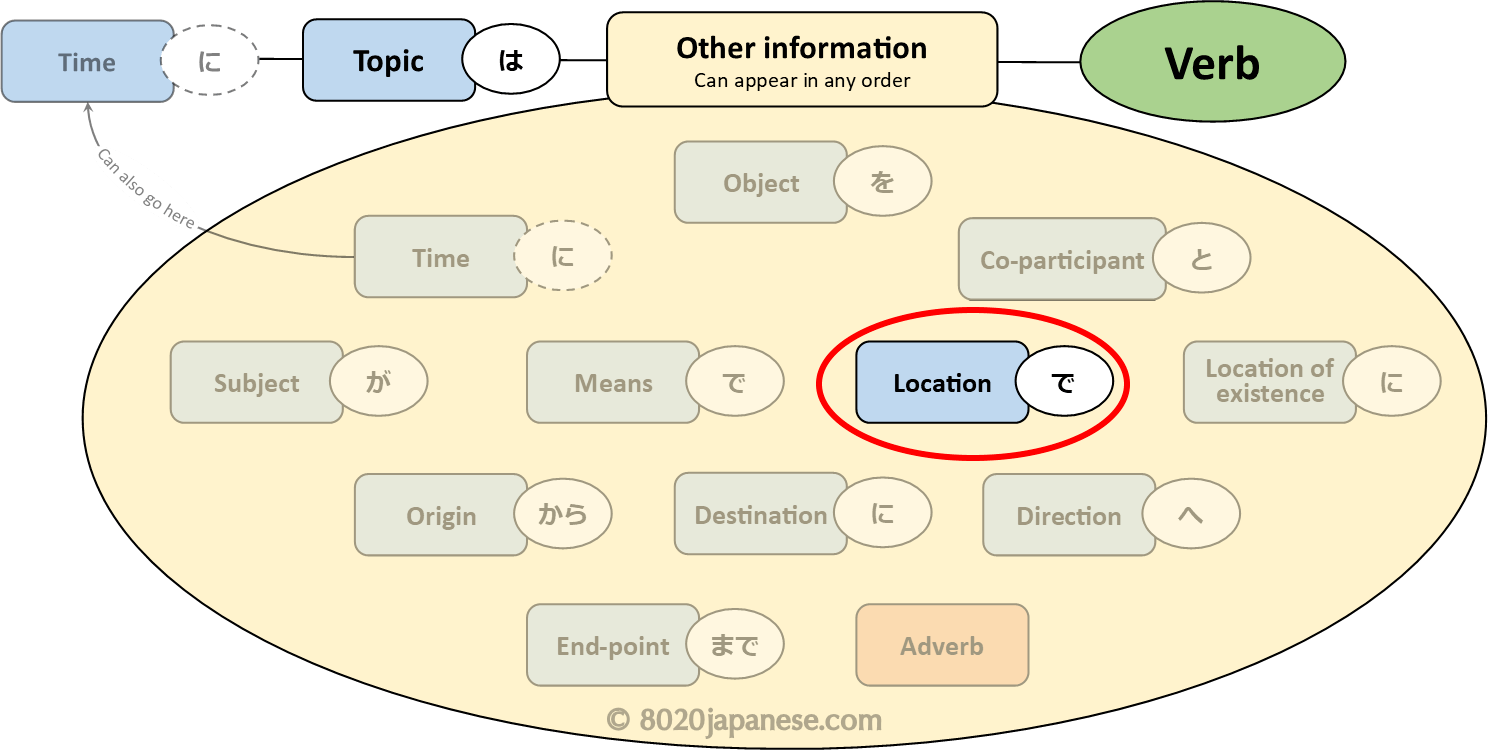 Time に
Topic は
Other information
Can appear in any order
Verb
Can also go here
Object を
Time に
Co-participant と
Subject が
Means で
Location で
Location of
existence に
Origin から
Destination に
Direction へ
End-point まで
Adverb
© 8020japanese.com